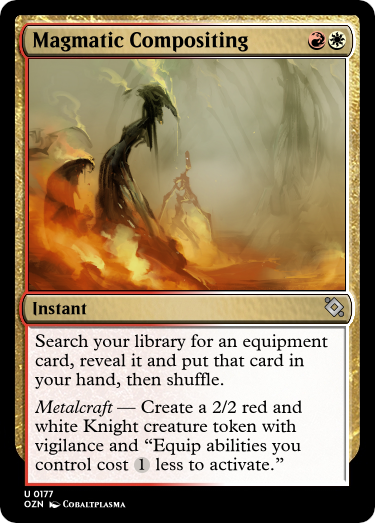 Magmatic Compositing
Instant
Search your library for an equipment
card, reveal it and put that card in
your hand, then shuffle.
Metalcraft — Create a 2/2 red and
white Knight creature token with
vigilance and “Equip abilities you
control cost 1 less to activate.”
U 0177
OZN Cobaltplasma